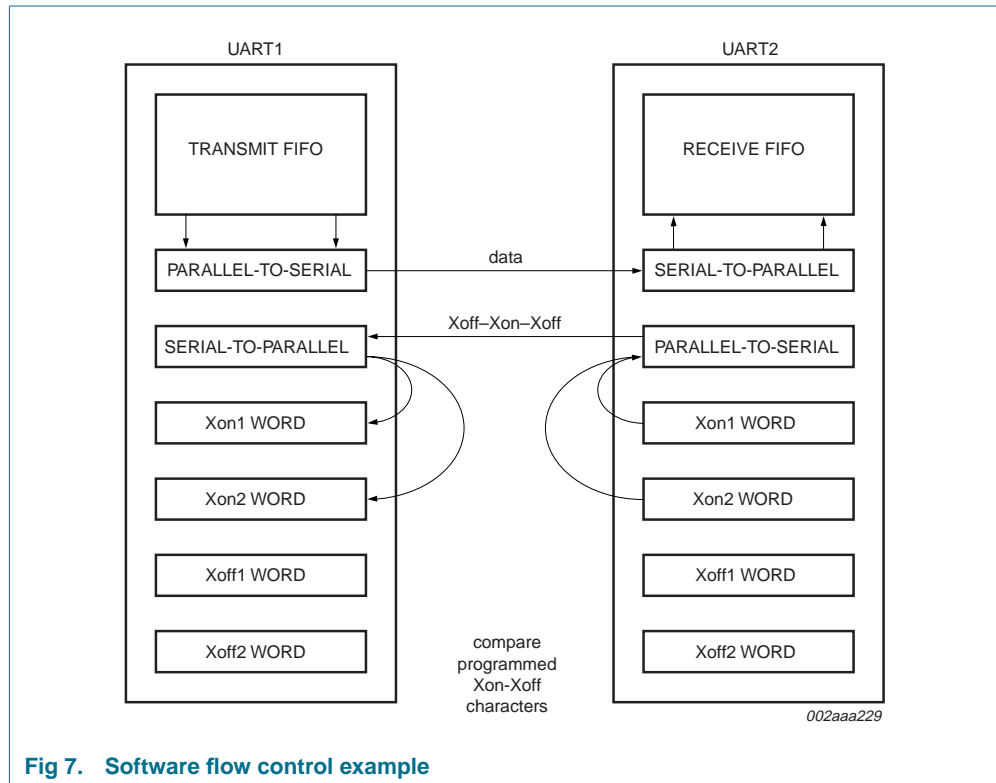 UART1
UART2
TRANSMIT FIFO
RECEIVE FIFO
PARALLEL-TO-SERIAL
data
SERIAL-TO-PARALLEL
Xoff–Xon–Xoff
SERIAL-TO-PARALLEL
PARALLEL-TO-SERIAL
Xon1 WORD
Xon1 WORD
Xon2 WORD
Xon2 WORD
Xoff1 WORD
Xoff1 WORD
Xoff2 WORD
Xoff2 WORD
compare
programmed
Xon-Xoff
characters
002aaa229
Fig 7. Software flow control example